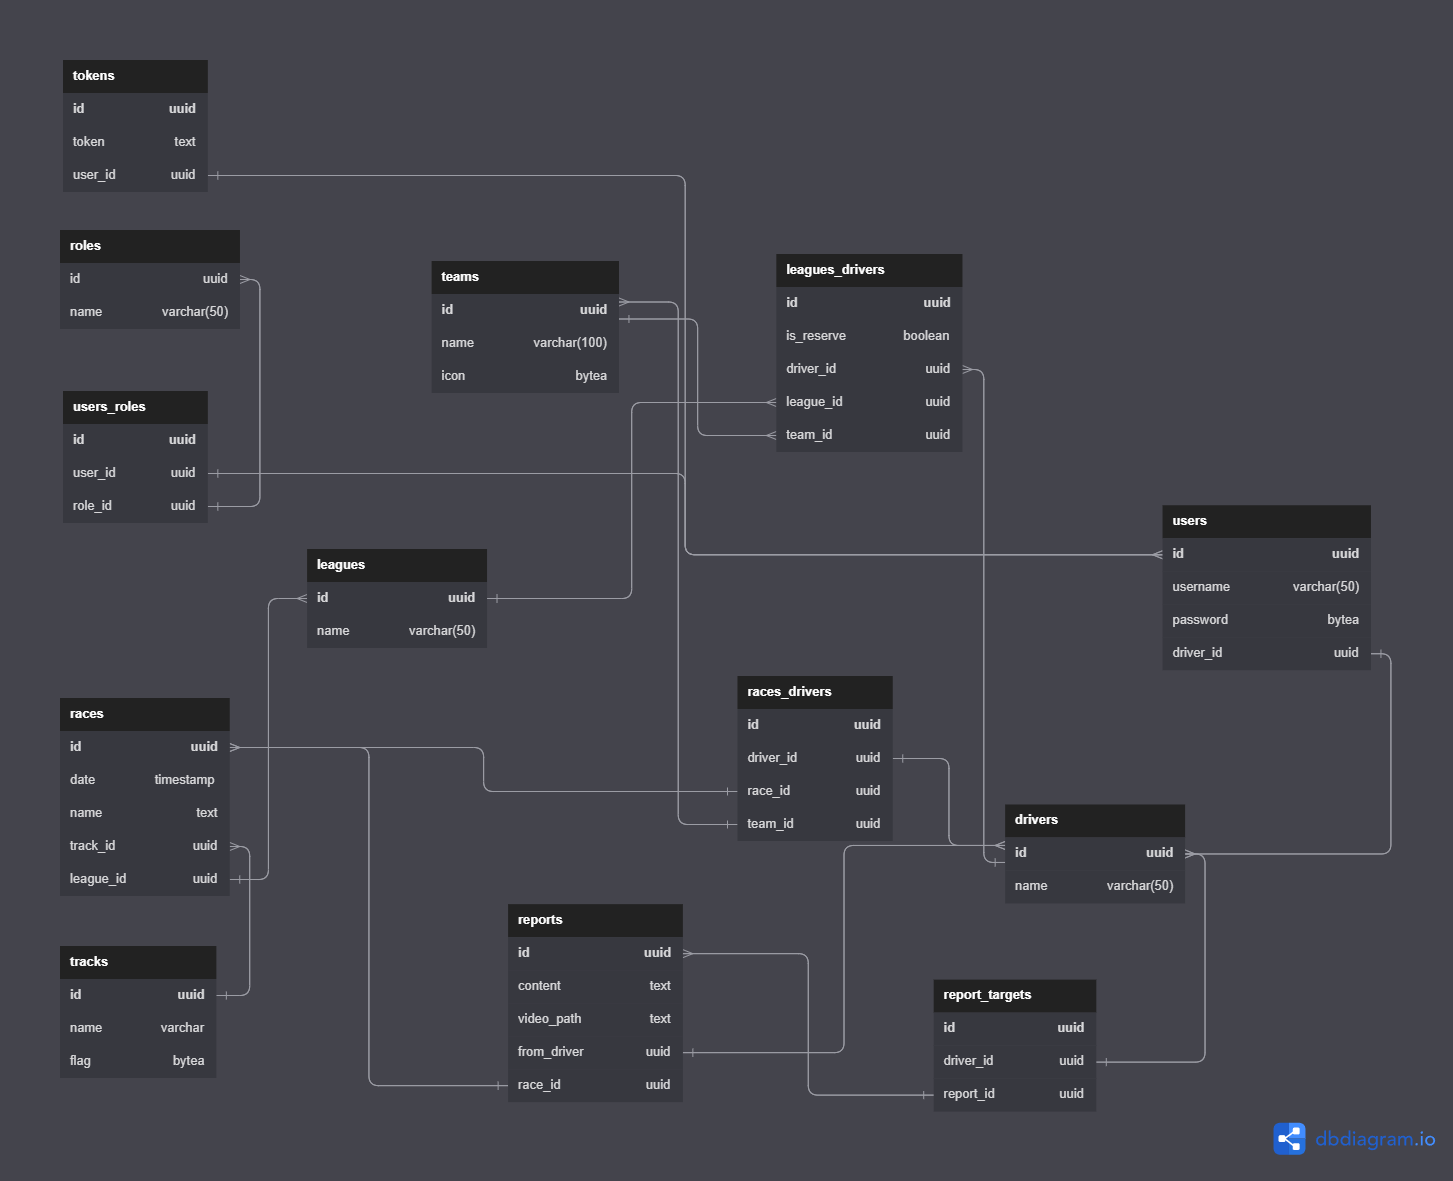 tokens
id uuid
token text
user_id uuid
roles
id uuid
name varchar(50)
users_roles
id uuid
user_id uuid
role_id uuid
teams
id uuid
name varchar(100)
icon bytea
leagues_drivers
id uuid
is_reserve boolean
driver_id uuid
league_id uuid
team_id uuid
leagues
id uuid
name varchar(50)
users
id uuid
username varchar(50)
password bytea
driver_id uuid
races
id uuid
date timestamp
name text
track_id uuid
league_id uuid
races_drivers
id uuid
driver_id uuid
race_id uuid
team_id uuid
drivers
id uuid
name varchar(50)
tracks
id uuid
name varchar
flag bytea
reports
id uuid
content text
video_path text
from_driver uuid
race_id uuid
report_targets
id uuid
driver_id uuid
report_id uuid
dbdiagram.io